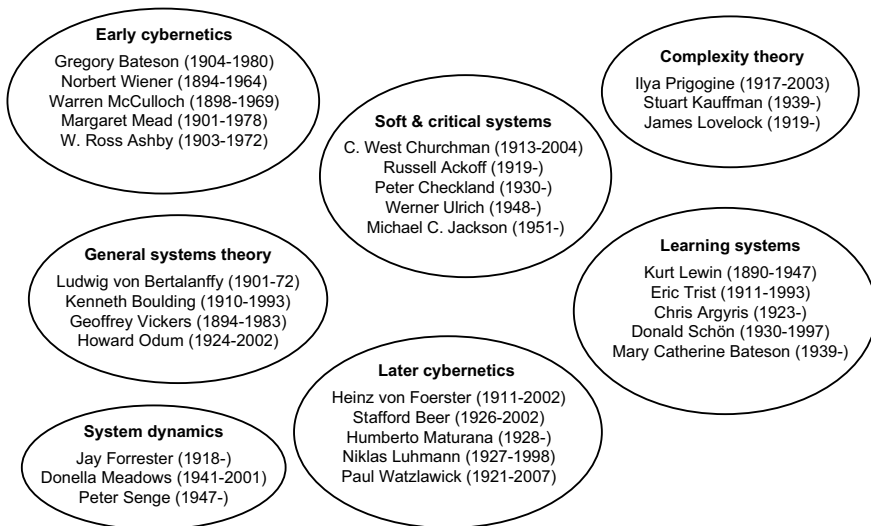 Early cybernetics
Gregory Bateson (1904-1980)
Norbert Wiener (1894-1964)
Warren McCulloch (1898-1969)
Margaret Mead (1901-1978)
W. Ross Ashby (1903-1972)
Complexity theory
Ilya Prigogine (1917-2003)
Stuart Kauffman (1939-)
James Lovelock (1919-)
Soft & critical systems
C. West Churchman (1913-2004)
Russell Ackoff (1919-)
Peter Checkland (1930-)
Werner Ulrich (1948-)
Michael C. Jackson (1951-)
General systems theory
Ludwig von Bertalanffy (1901-72)
Kenneth Boulding (1910-1993)
Geoffrey Vickers (1894-1983)
Howard Odum (1924-2002)
Learning systems
Kurt Lewin (1890-1947)
Eric Trist (1911-1993)
Chris Argyris (1923-)
Donald Schön (1930-1997)
Mary Catherine Bateson (1939-)
Later cybernetics
Heinz von Foerster (1911-2002)
Stafford Beer (1926-2002)
Humberto Maturana (1928-)
Niklas Luhmann (1927-1998)
Paul Watzlawick (1921-2007)
System dynamics
Jay Forrester (1918-)
Donella Meadows (1941-2001)
Peter Senge (1947-)